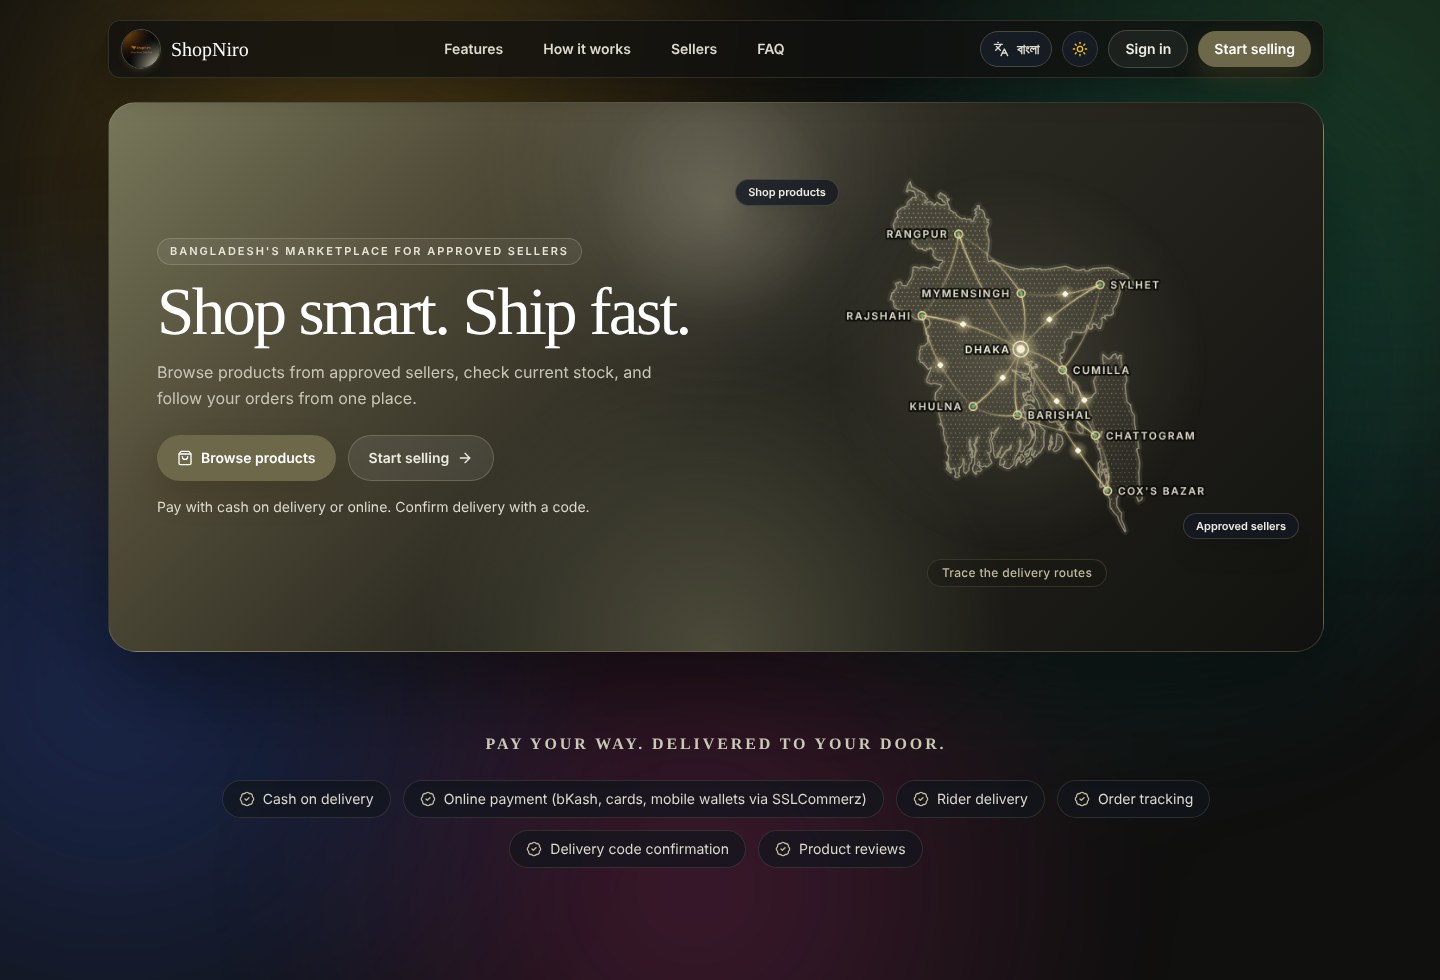 ShopNiro
Features
How it works
Sellers
FAQ
বাংলা
Sign in
Start selling
BANGLADESH'S MARKETPLACE FOR APPROVED SELLERS
Shop smart. Ship fast.
Browse products from approved sellers, check current stock, and
follow your orders from one place.
Browse products
Start selling
Pay with cash on delivery or online. Confirm delivery with a code.
Shop products
RANGPUR
SYLHET
MYMENSINGH
RAJSHAHI
DHAKA
CUMILLA
KHULNA
BARISHAL
CHATTOGRAM
COX'S BAZAR
Approved sellers
Trace the delivery routes
PAY YOUR WAY. DELIVERED TO YOUR DOOR.
Cash on delivery
Online payment (bKash, cards, mobile wallets via SSLCommerz)
Rider delivery
Order tracking
Delivery code confirmation
Product reviews